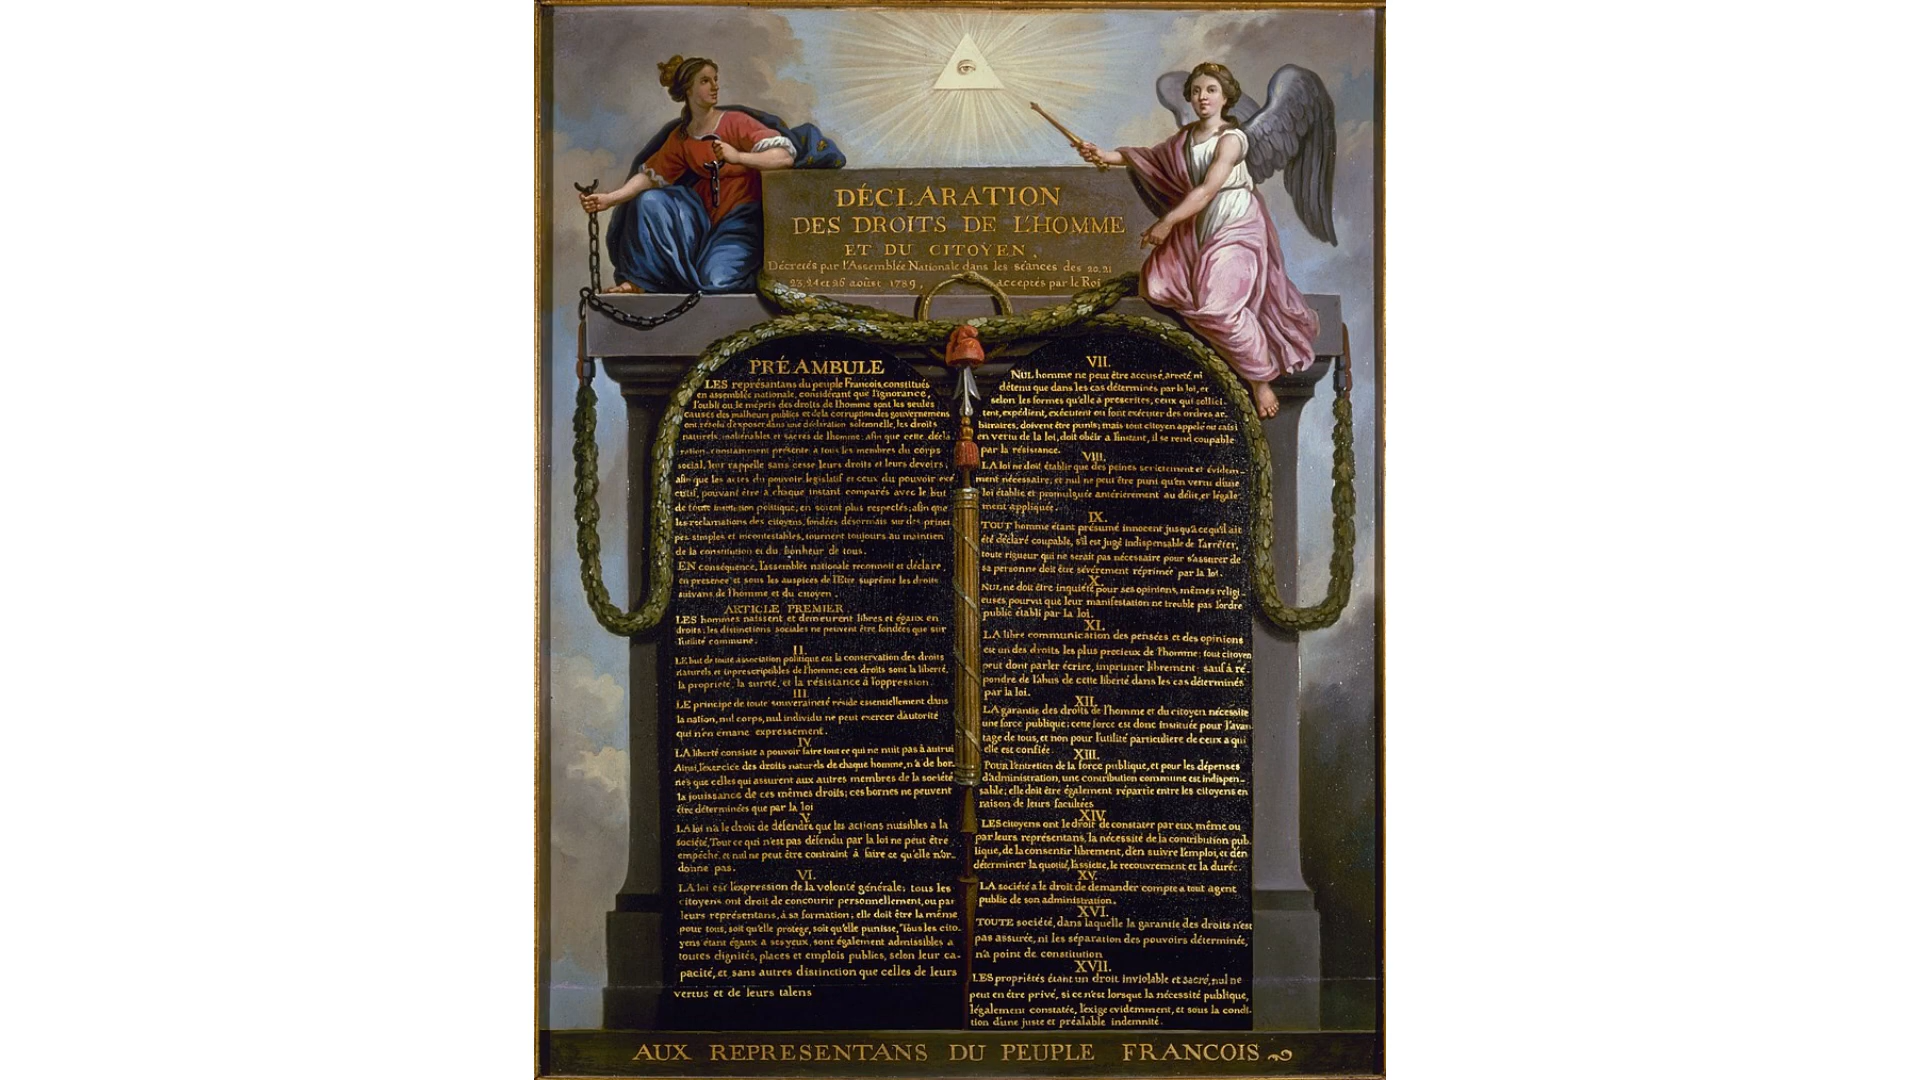 DÉCLARATION
DES DROITS DE L'HOMME
ET DU CITOYEN,
Décretés par l'Assemblée Nationale dans les séances des 20.21
23.24 et 26 août 1789, acceptés par le Roi
PRÉAMBULE
LES représentans du peuple François, constitués
en assemblée nationale, considérant que l'ignorance,
l'oubli ou le mépris des droits de l'homme sont les seules
causes des malheurs publics et de la corruption des gouvernemens
ont résolu d'exposer dans une déclaration solemnelle, les droits
naturels, inaliénables et sacrés de l'homme; afin que cette décla
ration, constamment présente a tous les membres du corps
social, leur rappelle sans cesse leurs droits et leurs devoirs,
afin que les actes du pouvoir legislatif et ceux du pouvoir exé
cutif, pouvant être à chaque instant comparés avec le but
de toute institution politique, en soient plus respectés; afin que
les reclamations des citoyens, fondées désormais sur des princi
pes simples et incontestables, tournent toujours au maintien
de la constitution et du bonheur de tous.
EN conséquence, l'assemblée nationale reconnoit et déclare,
en presence et sous les auspices de l'Etre suprême les droits
suivans de l'homme et du citoyen.
ARTICLE PREMIER
LES hommes naissent et demeurent libres et égaux en
droits; les distinctions sociales ne peuvent être fondées que sur
l'utilité commune.
II.
LE but de toute association politique est la conservation des droits
naturels et inprescriptibles de l'homme; ces droits sont la liberté,
la propriété, la sureté, et la résistance à l'oppression.
III.
LE principe de toute souveraineté réside essentiellement dans
la nation, nul corps, nul individu ne peut exercer d'autorité
qui n'en émane expressement.
IV.
LA liberté consiste a pouvoir faire tout ce qui ne nuit pas à autrui
Ainsi, l'exercice des droits naturels de chaque homme, n'a de bor-
nes que celles qui assurent aux autres membres de la société
la jouissance de ces mêmes droits; ces bornes ne peuvent
être déterminées que par la loi
V.
LA loi n'a le droit de défendre que les actions nuisibles a la
société, Tout ce qui n'est pas défendu par la loi ne peut être
empêché, et nul ne peut être contraint à faire ce qu'elle n'or-
donne pas.
VI.
LA loi est l'expression de la volonté générale; tous les
citoyens ont droit de concourir personnellement, ou par
leurs représentans, à sa formation; elle doit être la même
pour tous, soit qu'elle protege, soit qu'elle punisse, Tous les cito-
yens étant égaux a ses yeux, sont également admissibles a
toutes dignités, places et emplois publics, selon leur ca-
pacité, et sans autres distinction que celles de leurs
vertus et de leurs talens
VII.
NUL homme ne peut être accusé, arreté, ni
détenu que dans les cas déterminés par la loi, et
selon les formes qu'elle a prescrites, ceux qui sollici-
tent, expédient, exécutent ou font exécuter des ordres ar-
bitraires, doivent être punis; mais tout citoyen appelé ou saisi
en vertu de la loi, doit obéir a l'instant, il se rend coupable
par la résistance.
VIII.
LA loi ne doit établir que des peines strictement et évidem-
ment nécessaire, et nul ne peut être puni qu'en vertu d'une
loi établie et promulguée antérierement au délit, et légale-
ment appliquée.
IX.
TOUT homme étant présumé innocent jusqu'à ce qu'il ait
été déclaré coupable, s'il est jugé indispensable de l'arrêter,
toute rigueur qui ne serait pas nécessaire pour s'assurer de
sa personne doit être sévérement réprimée par la loi.
X.
NUL ne doit être inquiété pour ses opinions, mêmes religi
euses, pourvu que leur manifestation ne trouble pas l'ordre
public établi par la loi.
XI.
LA libre communication des pensées et des opinions
est un des droits les plus precieux de l'homme; tout citoyen
peut dont parler écrire, imprimer librement: sauf à ré
pondre de l'abus de cette liberté dans les cas déterminés
par la loi.
XII.
LA garantie des droits de l'homme et du citoyen nécessite
une force publique; cette force est donc instituée pour l'avan
tage de tous, et non pour l'utilité particuliere de ceux a qui
elle est confiée.
XIII.
POUR l'entretien de la force publique, et pour les dépenses
d'administration, une contribution commune est indispen-
sable; elle doit être également répartie entre les citoyens en
raison de leurs facultées
XIV.
LES citoyens ont le droit de constater par eux même ou
par leurs représentans, la nécessité de la contribution pub-
lique, de la consentir librement, d'en suivre l'emploi, et d'en
déterminer la quotité, l'assiette, le recouvrement et la durée.
XV.
LA société a le droit de demander compte a tout agent
public de son administration.
XVI.
TOUTE société, dans laquelle la garantie des droits n'est
pas assurée, ni les séparation des pouvoirs déterminée,
n'a point de constitution
XVII.
LES propriétés étant un droit inviolable et sacré, nul ne
peut en être privé, si ce n'est lorsque la nécessité publique,
légalement constatée, l'exige evidemment, et sous la condi-
tion d'une juste et préalable indemnité.
AUX REPRESENTANS DU PEUPLE FRANCOIS